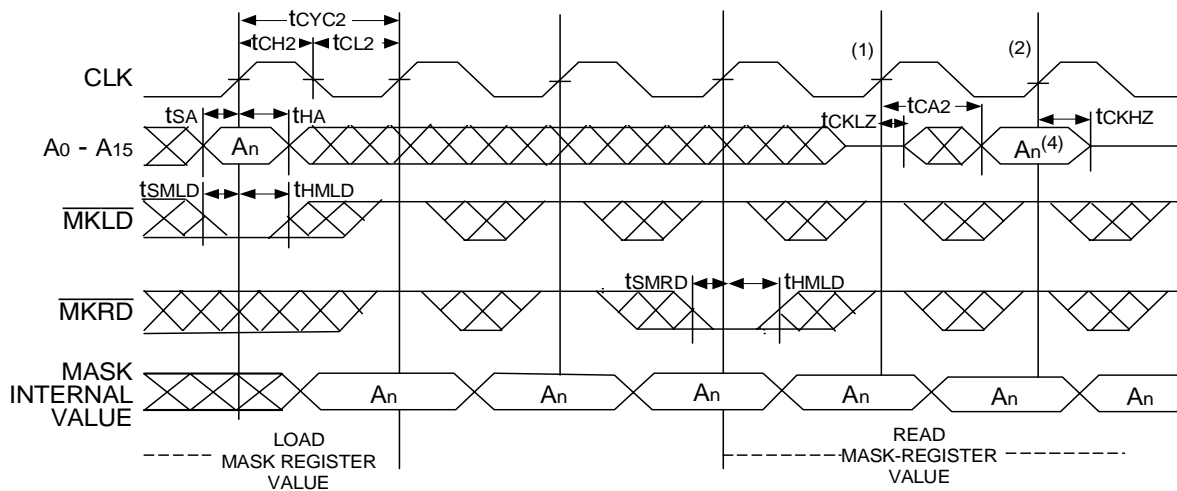 tCYC2
tCH2 tCL2
(1) (2)
CLK
tCA2
tSA tHA tCKLZ tCKHZ
A0 - A15 An An(4)
tSMLD tHMLD
MKLD
tSMRD tHMLD
MKRD
MASK
INTERNAL
VALUE
An An An An An An
LOAD
MASK REGISTER
VALUE
READ
MASK-REGISTER
VALUE